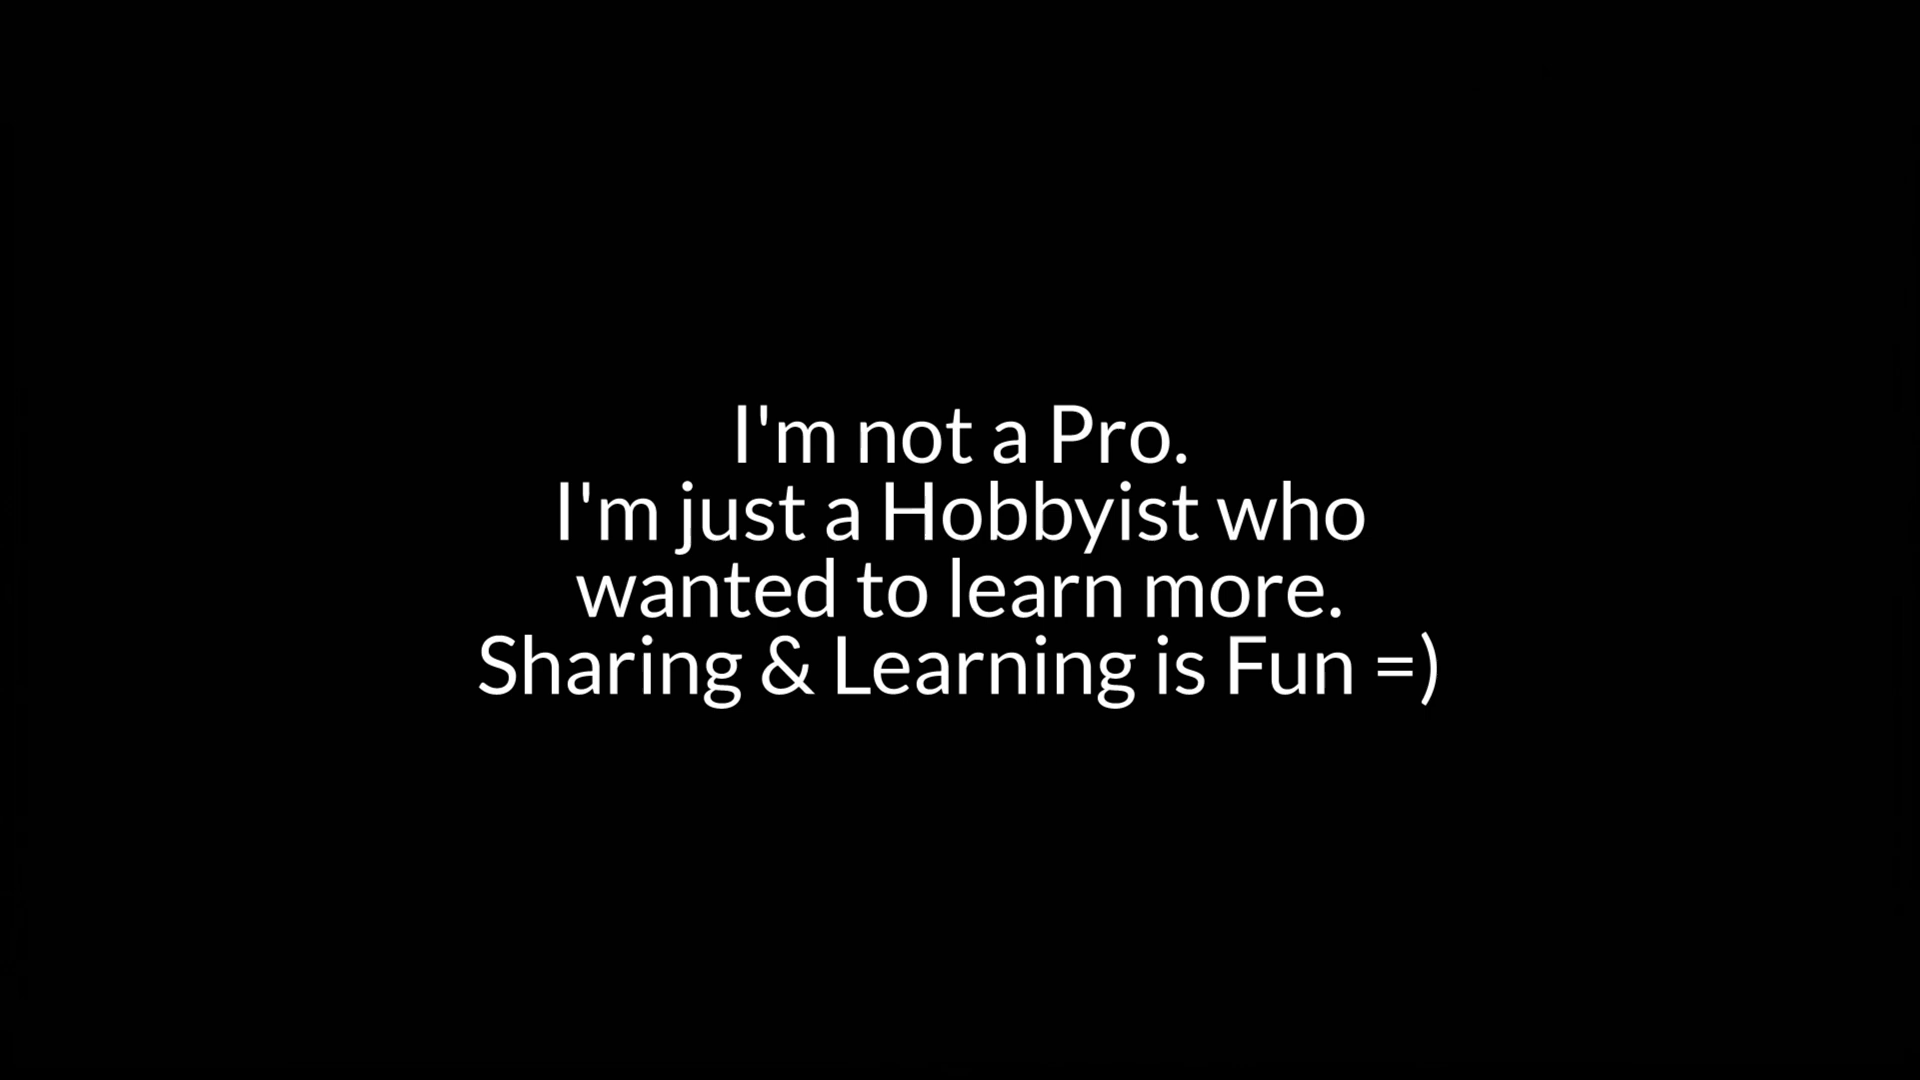 I'm not a Pro.
I'm just a Hobbyist who
wanted to learn more.
Sharing & Learning is Fun =)